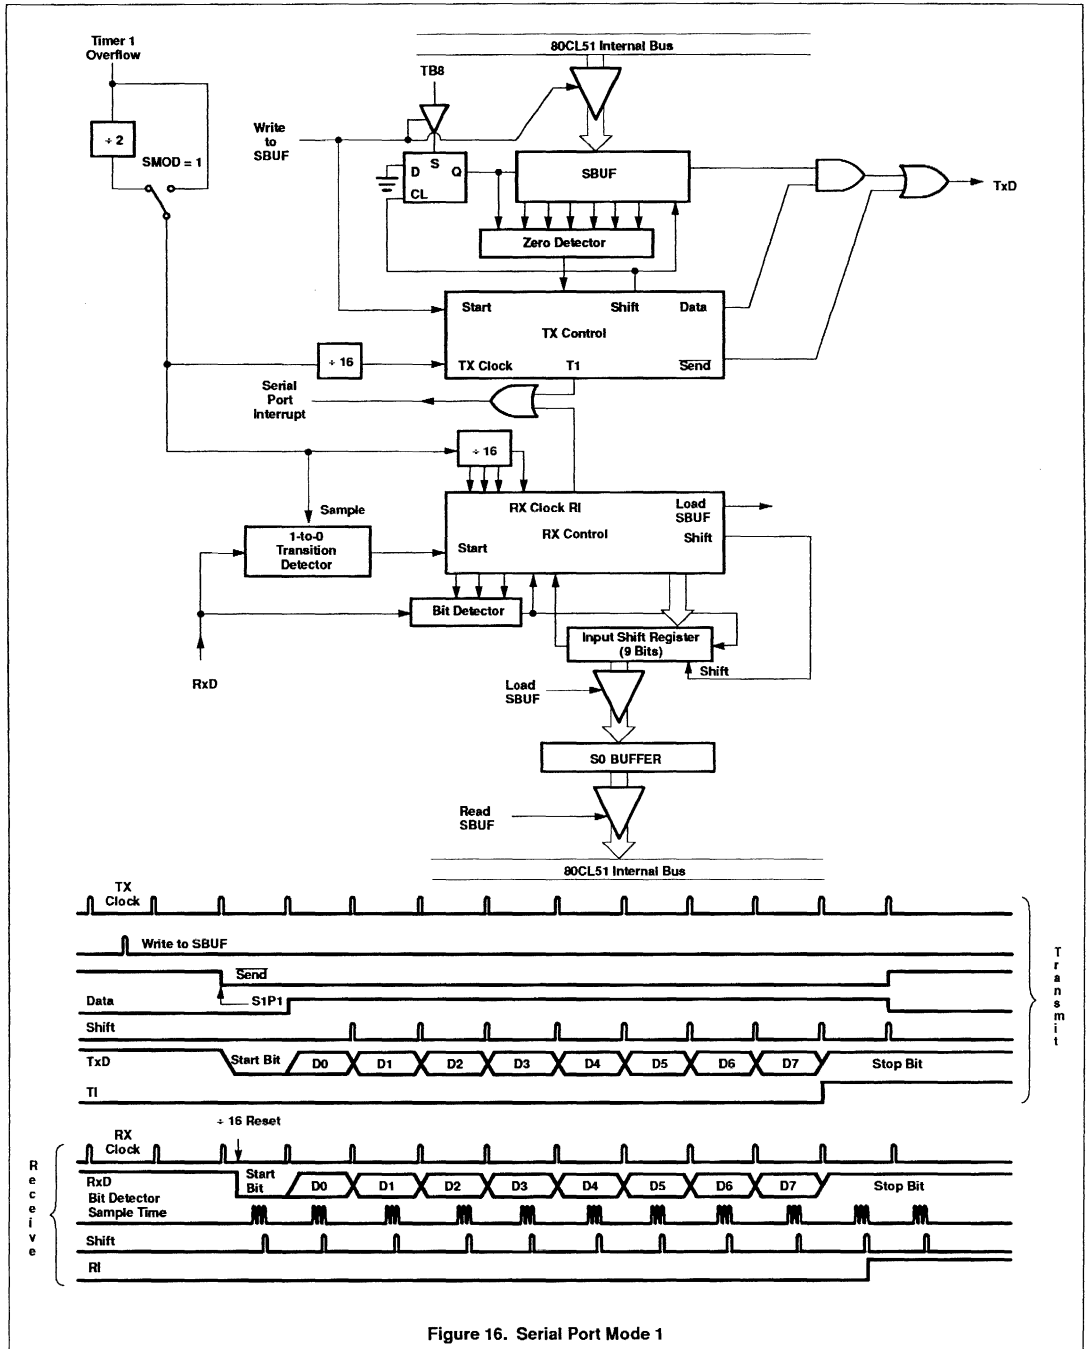 Timer 1
Overflow
80CL51 Internal Bus
TB8
÷ 2
Write
to
SBUF
SMOD = 1
S
D
Q
CL
SBUF
TxD
Zero Detector
Start
Shift
Data
TX Control
÷ 16
TX Clock
T1
Send
Serial
Port
Interrupt
÷ 16
Sample
RX Clock RI
Load
SBUF
1-to-0
Transition
Detector
RX Control
Start
Shift
Bit Detector
Input Shift Register
(9 Bits)
Shift
RxD
Load
SBUF
S0 BUFFER
Read
SBUF
80CL51 Internal Bus
TX
Clock
Write to SBUF
Send
Data
S1P1
Shift
TxD
Start Bit
D0
D1
D2
D3
D4
D5
D6
D7
Stop Bit
TI
Transmit
÷ 16 Reset
RX
Clock
RxD
Start
Bit
D0
D1
D2
D3
D4
D5
D6
D7
Stop Bit
Bit Detector
Sample Time
Shift
RI
Receive
Figure 16. Serial Port Mode 1